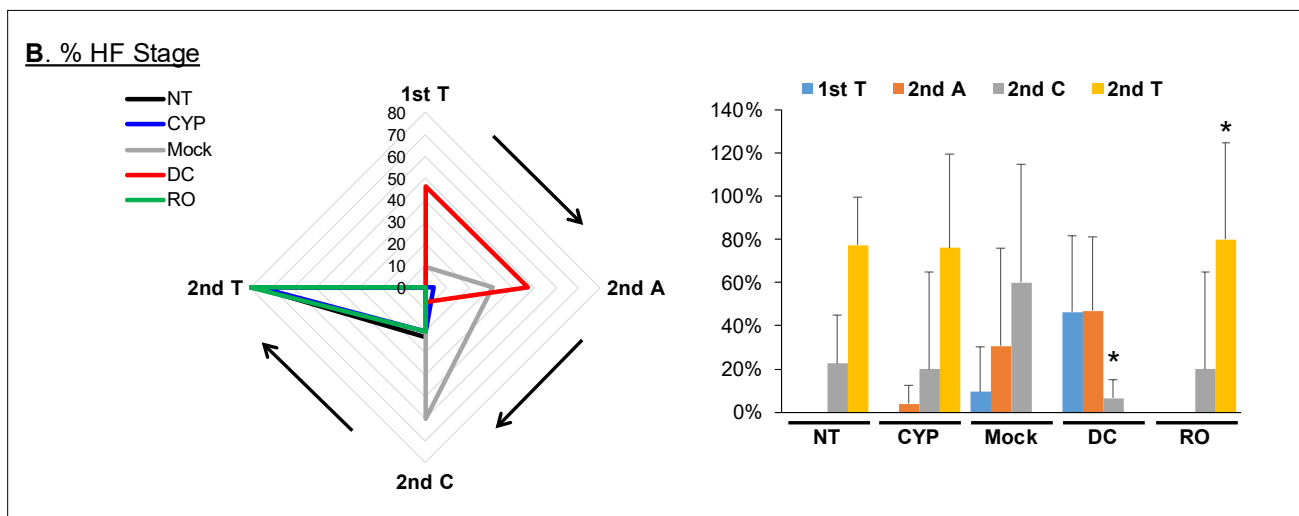 B. % HF Stage
NT
CYP
Mock
DC
RO
1st T
80
70
60
50
40
30
20
10
0
2nd T
2nd A
2nd C
1st T 2nd A 2nd C 2nd T
140%
120%
100%
80%
60%
40%
20%
0%
*
*
NT CYP Mock DC RO